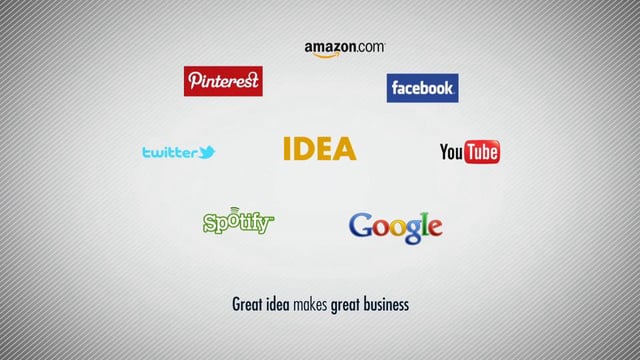 amazon.com
Pinterest
facebook
twitter
IDEA
YouTube
Spotify
Google
Great idea makes great business